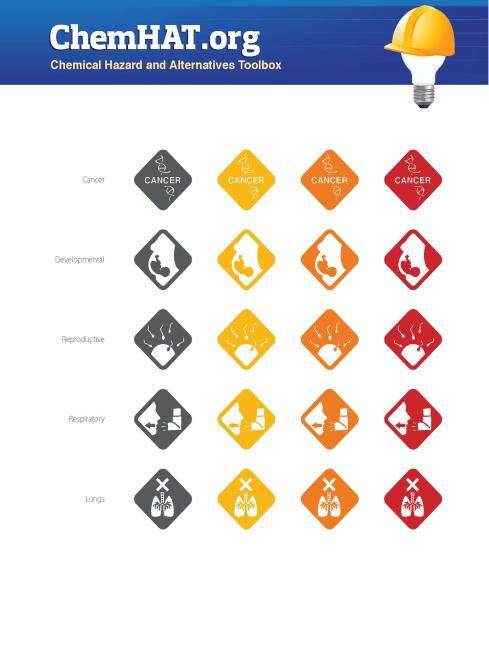 ChemHAT.org
Chemical Hazard and Alternatives Toolbox
Cancer
CANCER CANCER CANCER CANCER
Developmental
Reproductive
Respiratory
Lungs